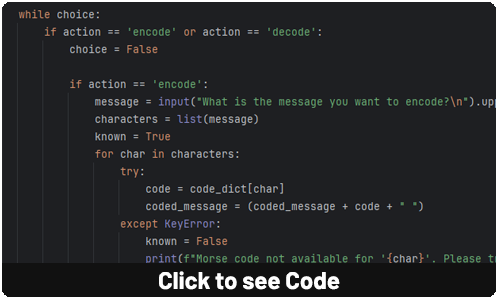 while choice:
if action == 'encode' or action == 'decode':
choice = False
if action == 'encode':
message = input("What is the message you want to encode?\n").upp
characters = list(message)
known = True
for char in characters:
try:
code = code_dict[char]
coded_message = (coded_message + code + " ")
except KeyError:
known = False
print(f"Morse code not available for '{char}'. Please
Click to see Code